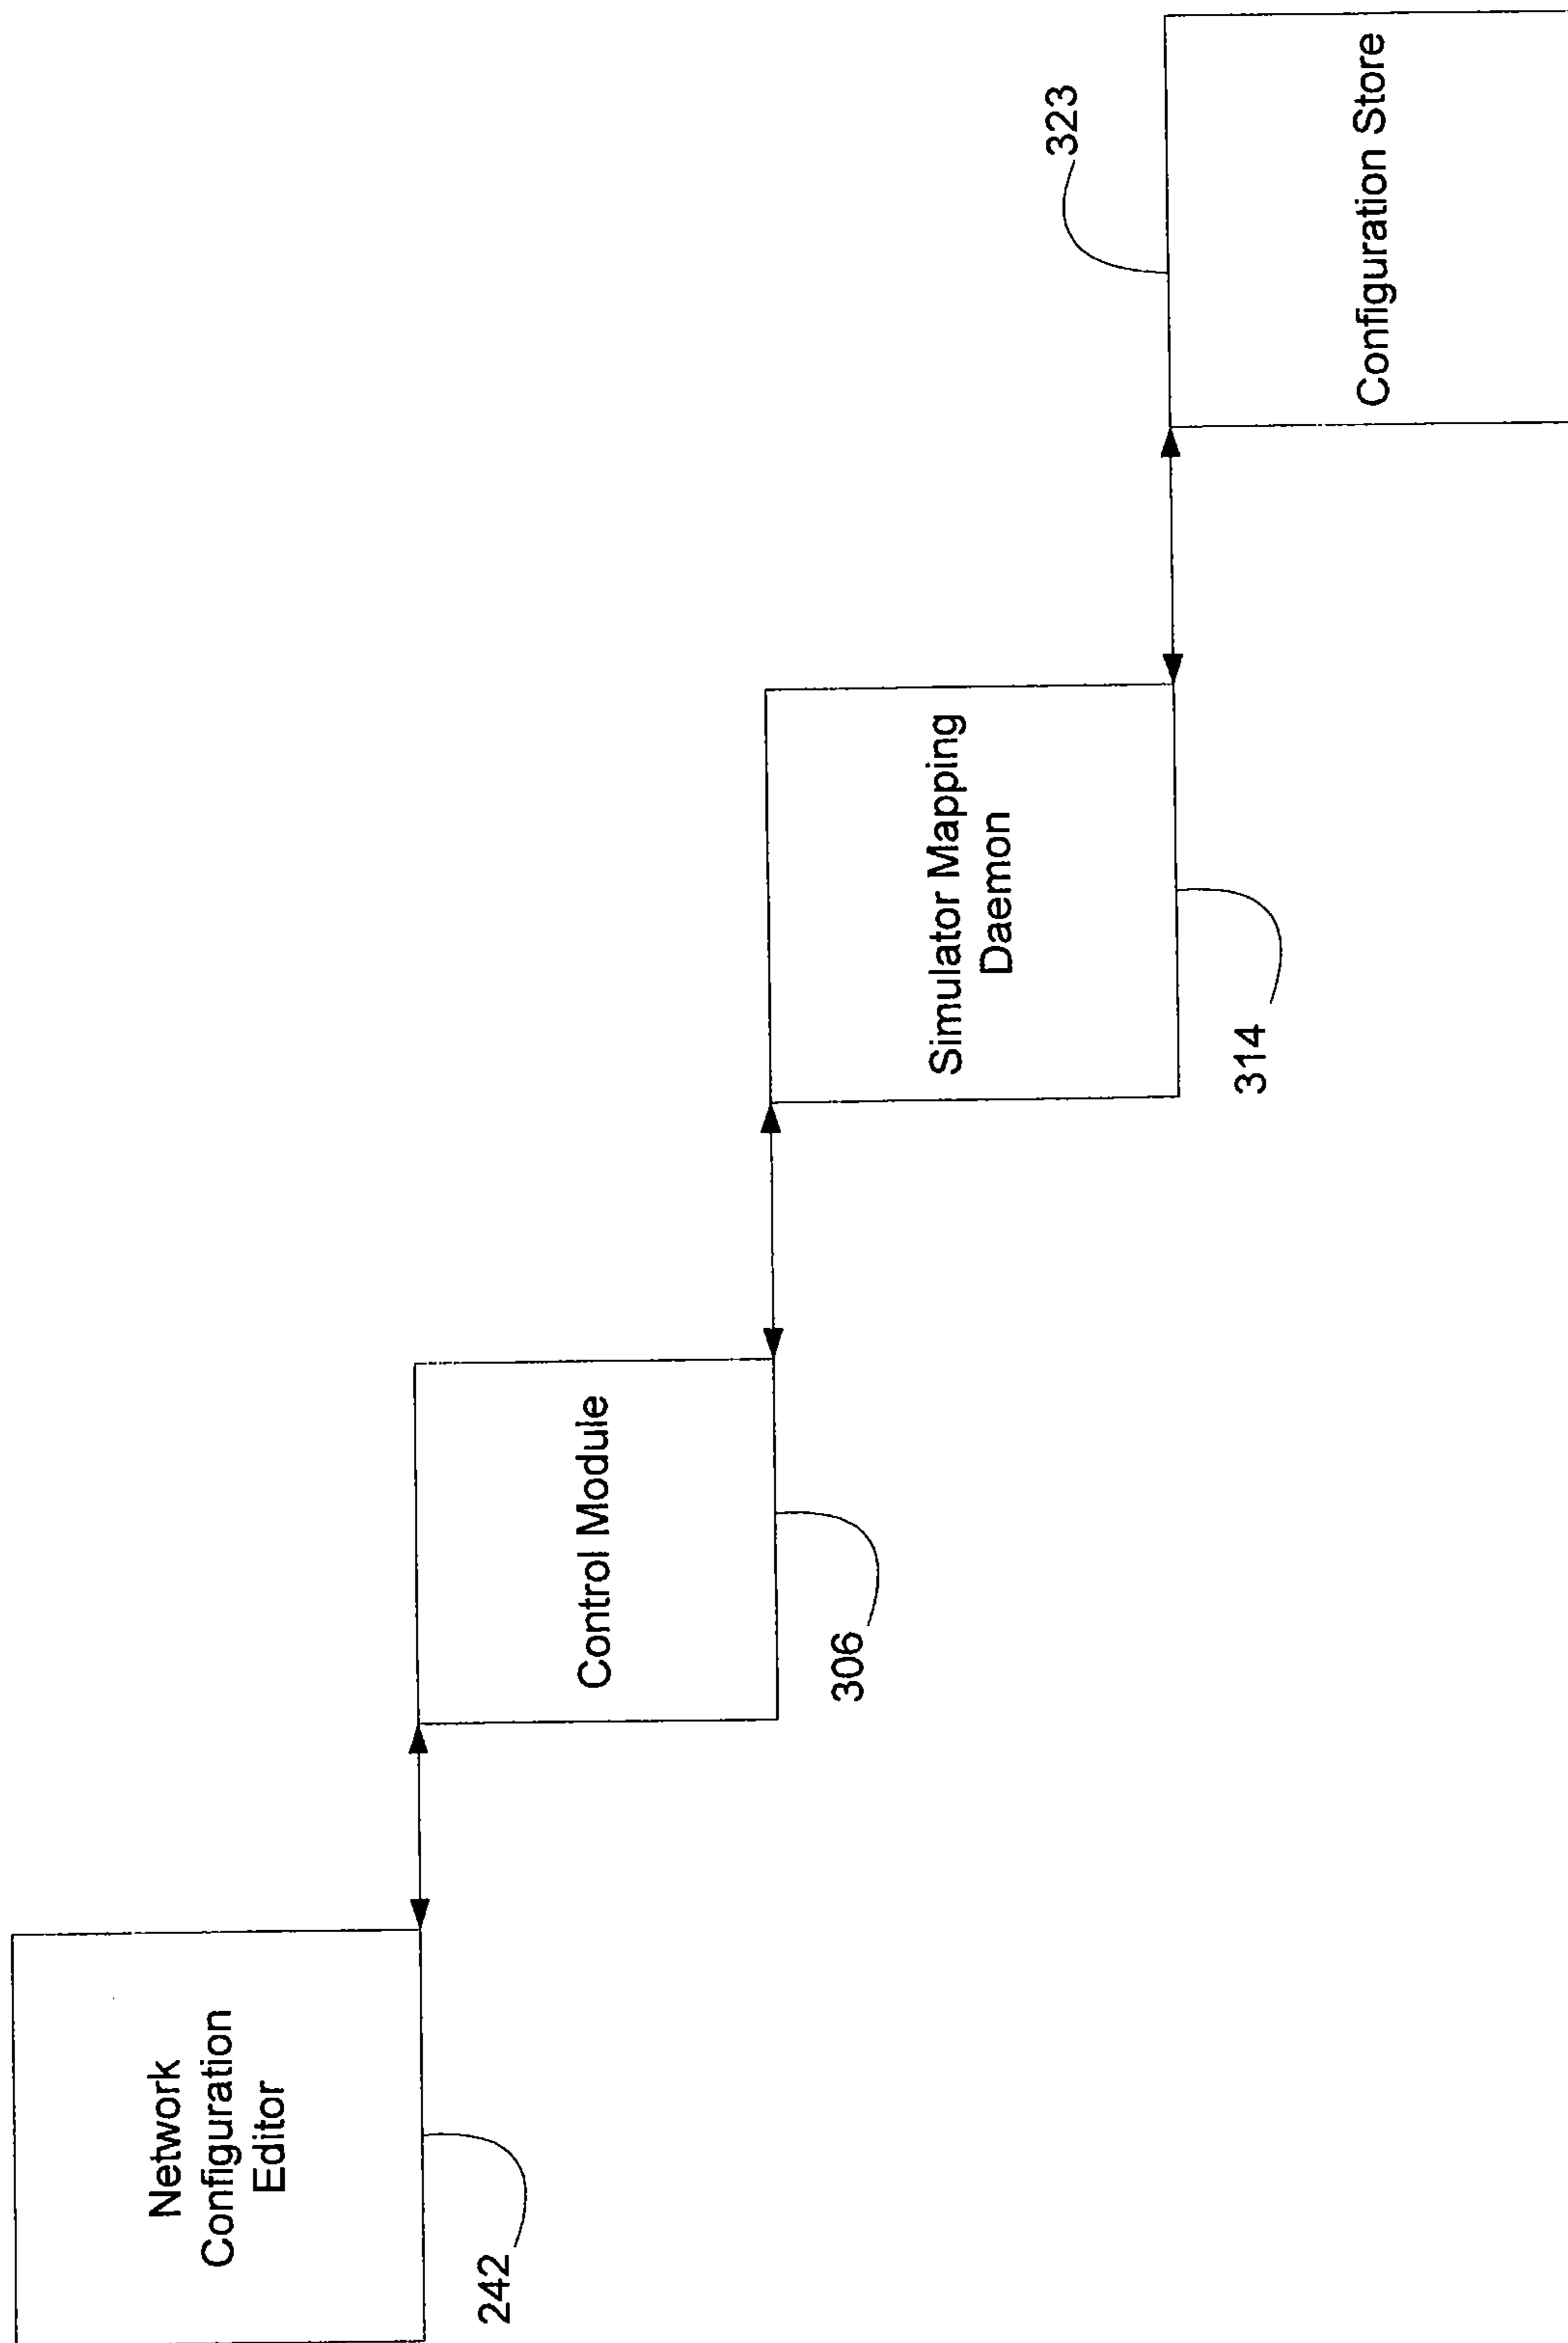 Network
Configuration
Editor
242
Control Module
306
Simulator Mapping
Daemon
314
323
Configuration Store